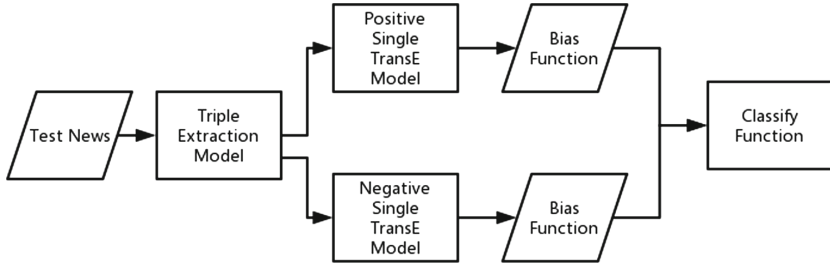 Test News
Triple
Extraction
Model
Positive
Single
TransE
Model
Bias
Function
Negative
Single
TransE
Model
Bias
Function
Classify
Function